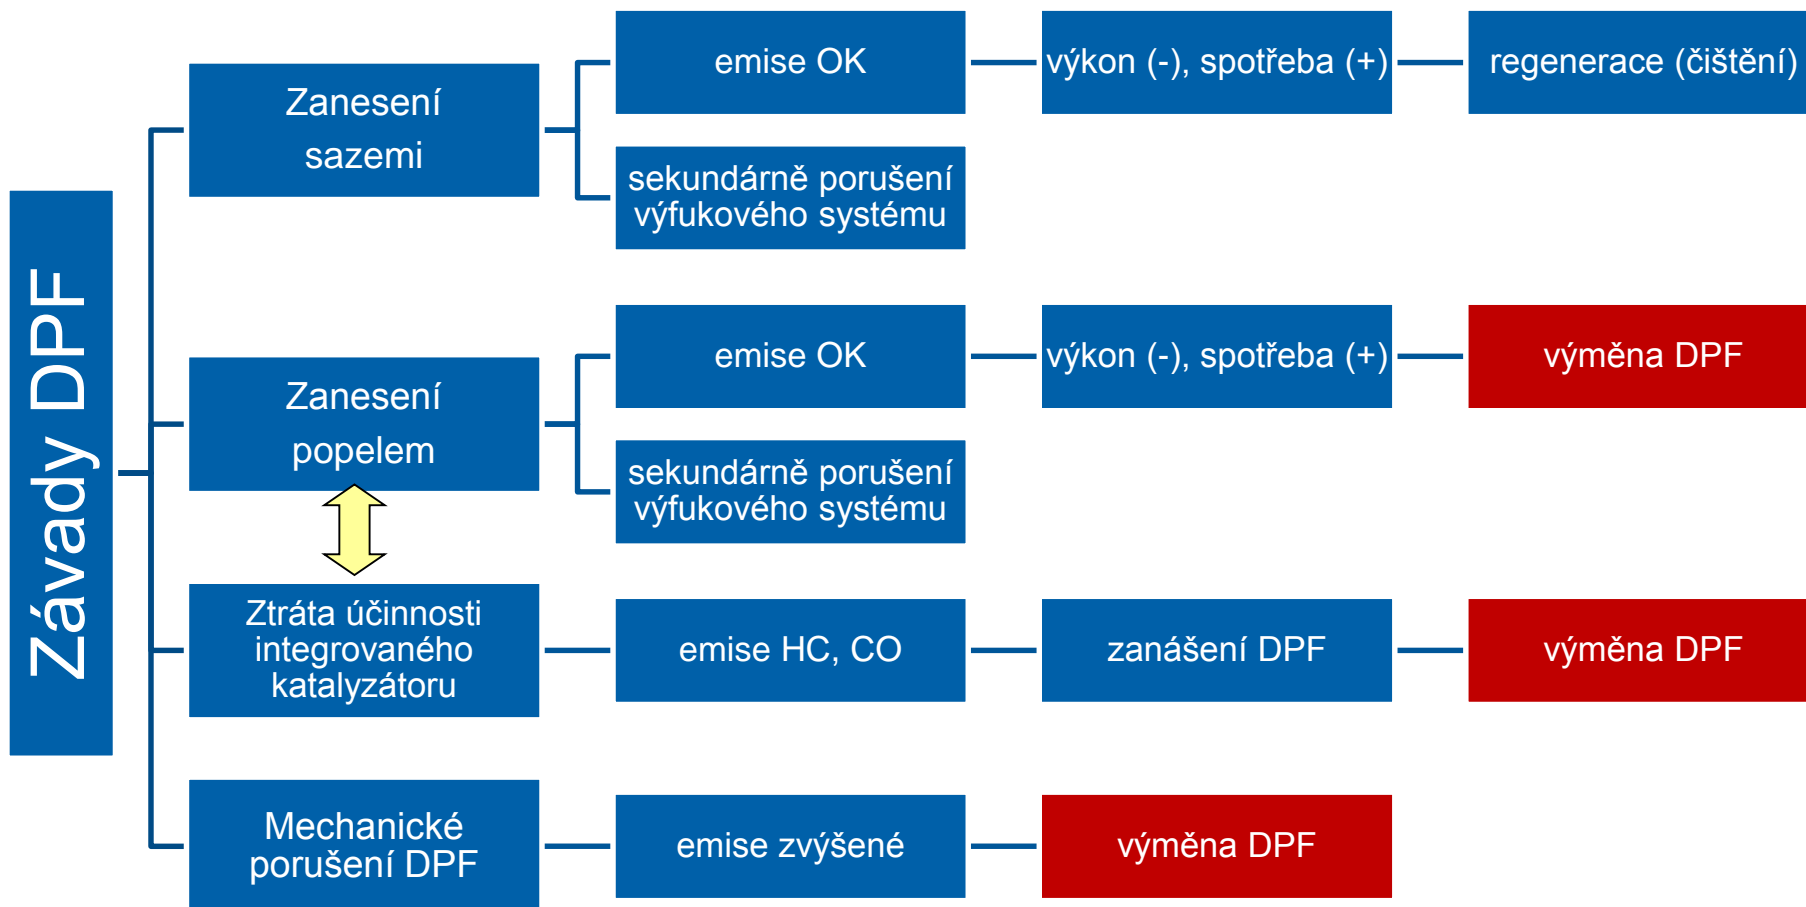 Závady DPF
Zanesení
sazemi
emise OK
výkon (-), spotřeba (+)
regenerace (čištění)
sekundárně porušení
výfukového systému
Zanesení
popelem
emise OK
výkon (-), spotřeba (+)
výměna DPF
sekundárně porušení
výfukového systému
Ztráta účinnosti
integrovaného
katalyzátoru
emise HC, CO
zanášení DPF
výměna DPF
Mechanické
porušení DPF
emise zvýšené
výměna DPF